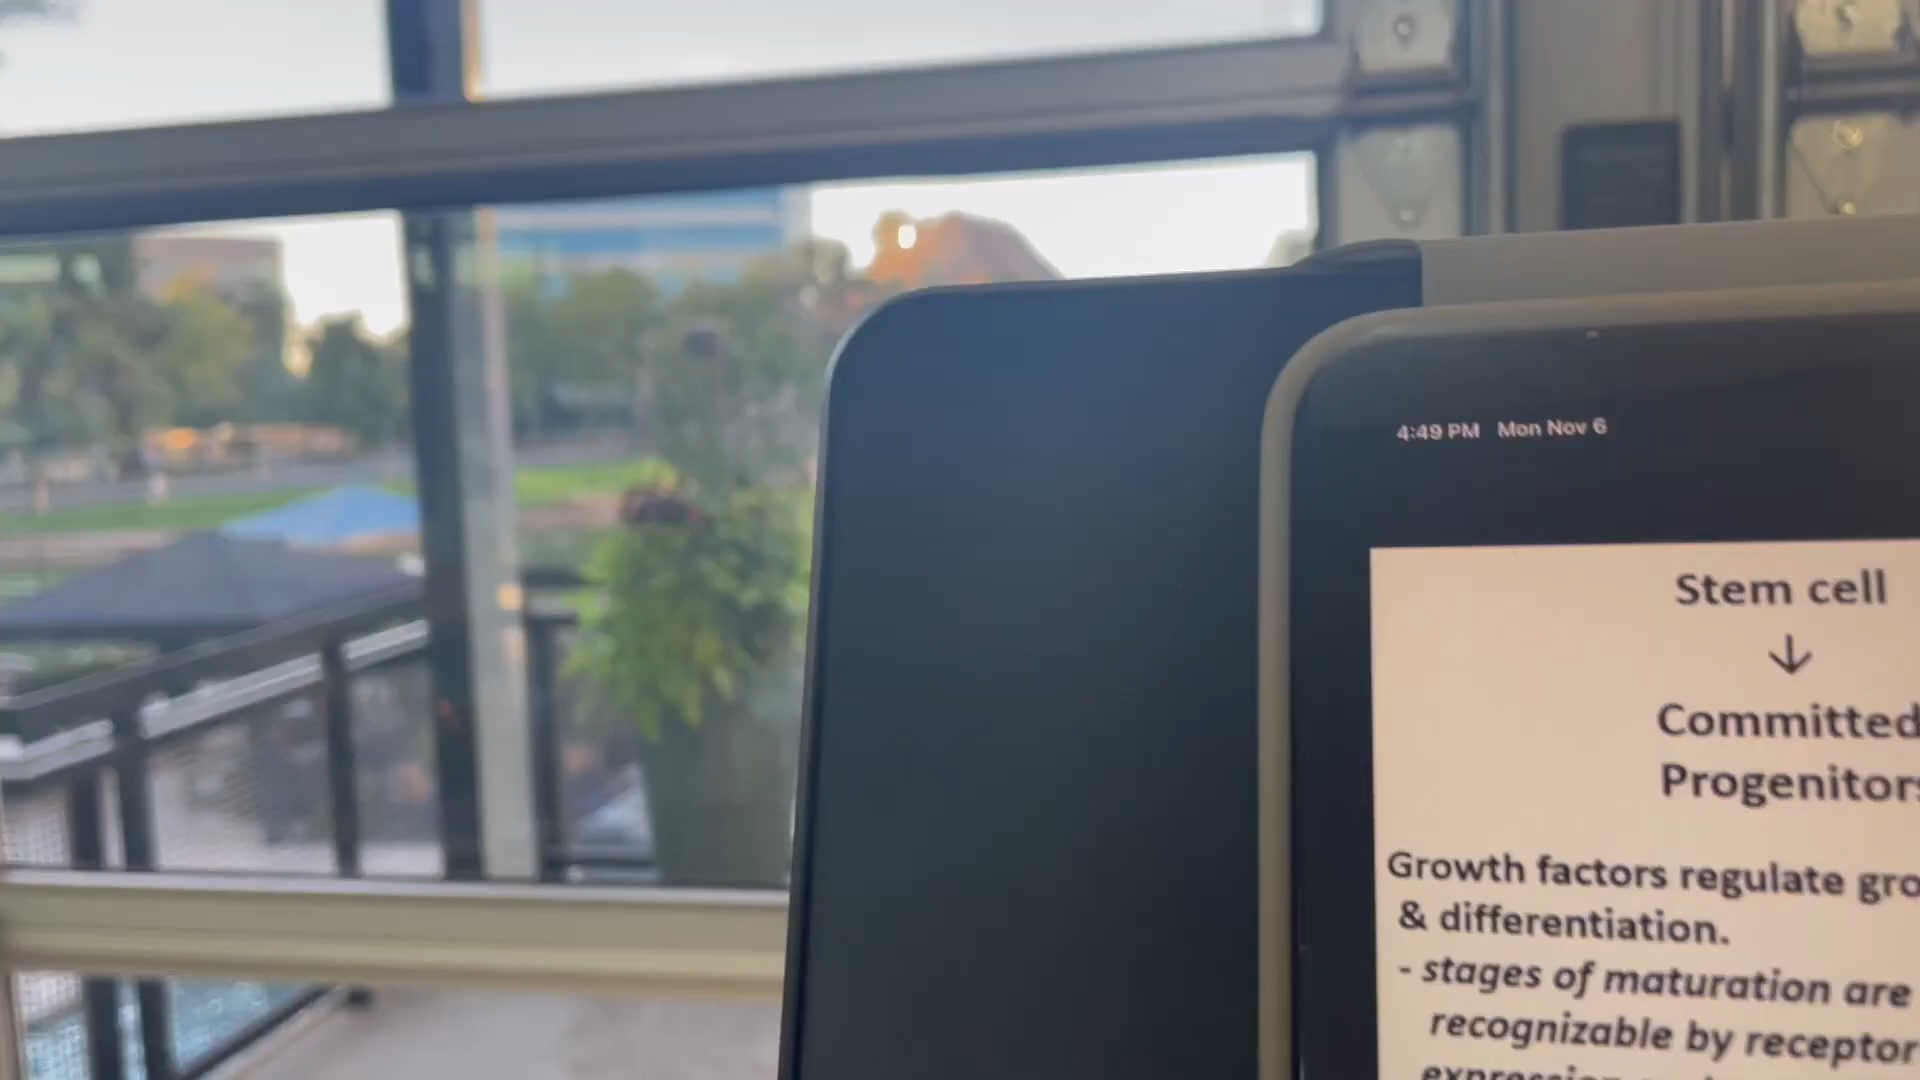 4:49 PM Mon Nov 6
Stem cell
↓
Committed
Progenitors
Growth factors regulate gro
& differentiation.
- stages of maturation are
recognizable by receptor